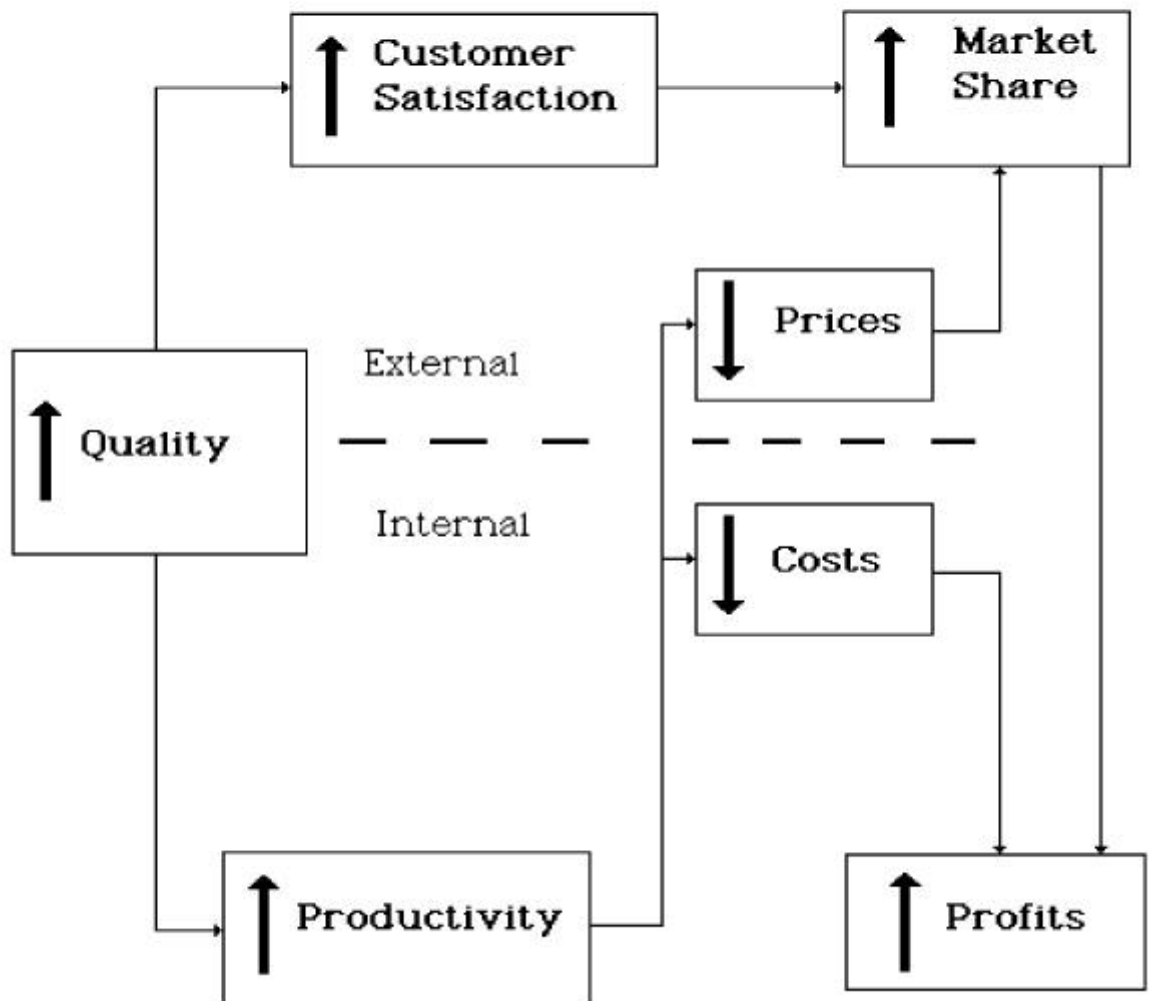 Customer
Satisfaction
Market
Share
Prices
External
Quality
Internal
Costs
Productivity
Profits